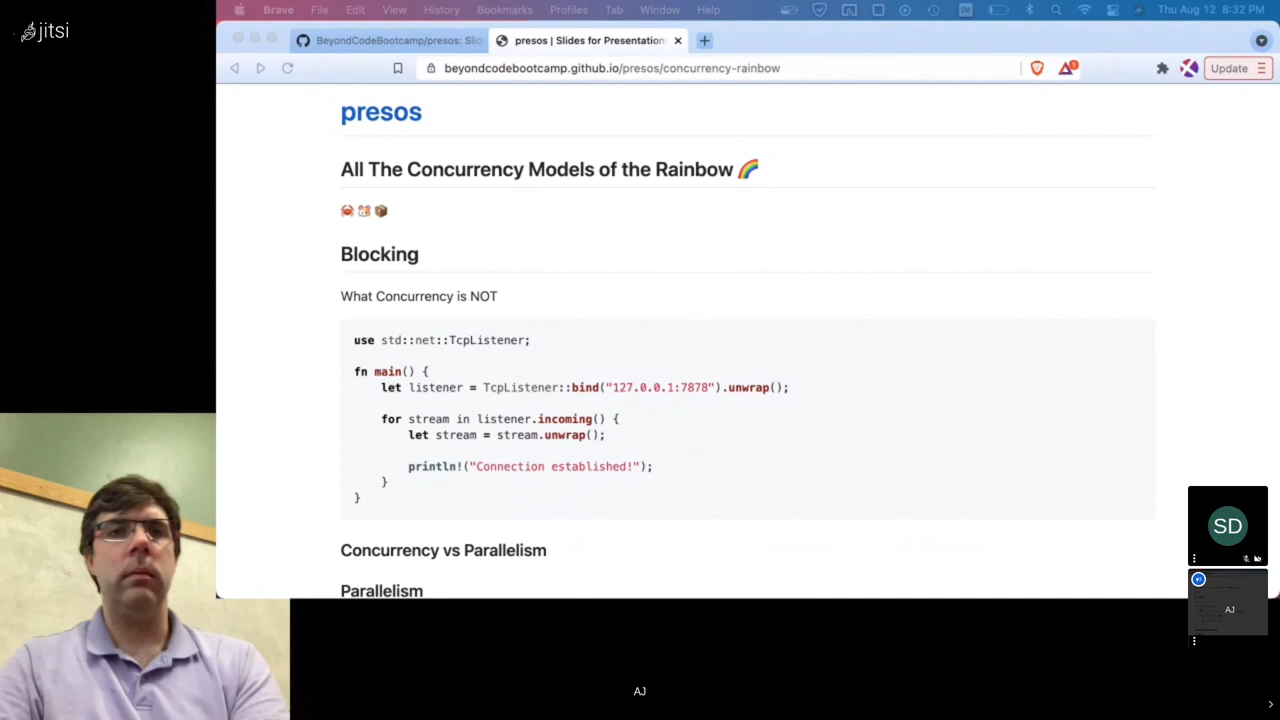 jitsi
Brave File Edit View History Bookmarks Profiles Tab Window Help Thu Aug 12 8:32 PM
BeyondCodeBootcamp/presos: Slid
presos | Slides for Presentation
beyondcodebootcamp.github.io/presos/concurrency-rainbow
1
Update
presos
All The Concurrency Models of the Rainbow 🌈
🦀 🐹 📦
Blocking
What Concurrency is NOT
use std::net::TcpListener;
fn main() {
let listener = TcpListener::bind("127.0.0.1:7878").unwrap();
for stream in listener.incoming() {
let stream = stream.unwrap();
println!("Connection established!");
}
}
Concurrency vs Parallelism
Parallelism
SD
AJ
AJ